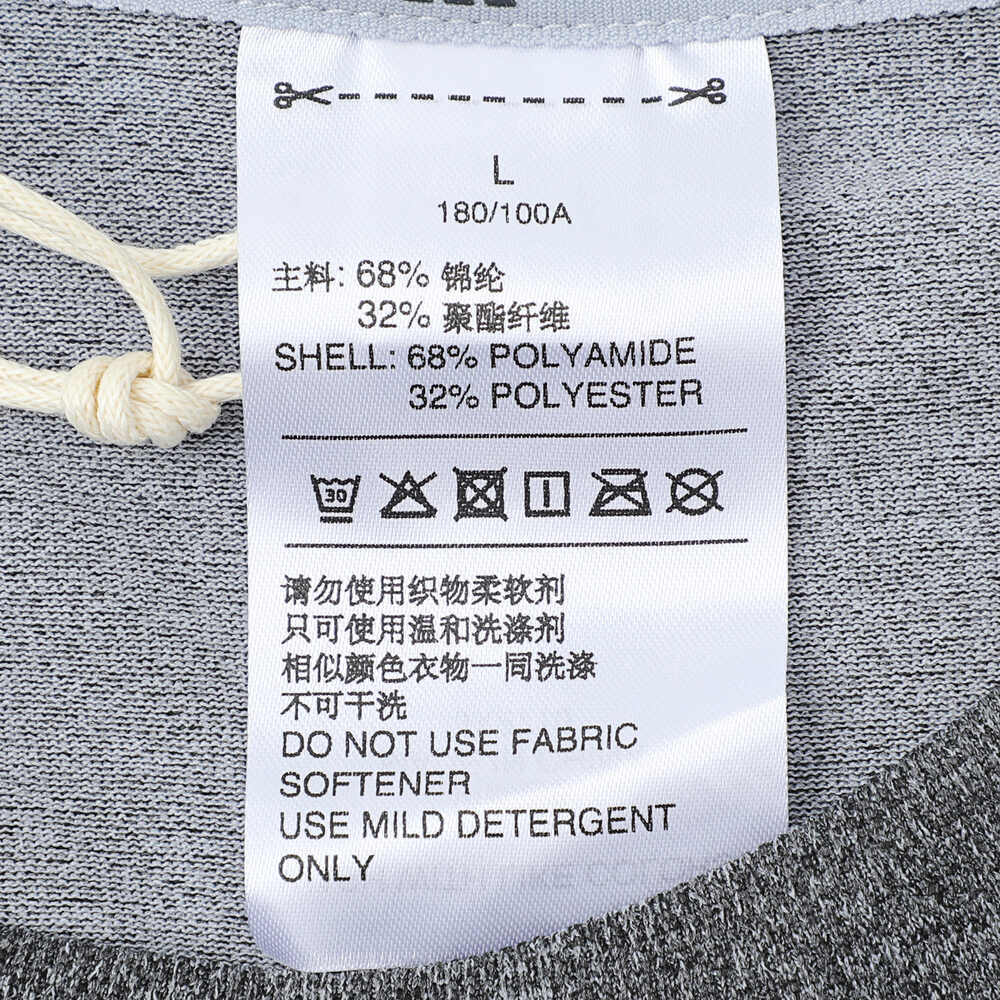 L
180/100A
主料: 68% 锦纶
32% 聚酯纤维
SHELL: 68% POLYAMIDE
32% POLYESTER
30
请勿使用织物柔软剂
只可使用温和洗涤剂
相似颜色衣物一同洗涤
不可干洗
DO NOT USE FABRIC
SOFTENER
USE MILD DETERGENT
ONLY